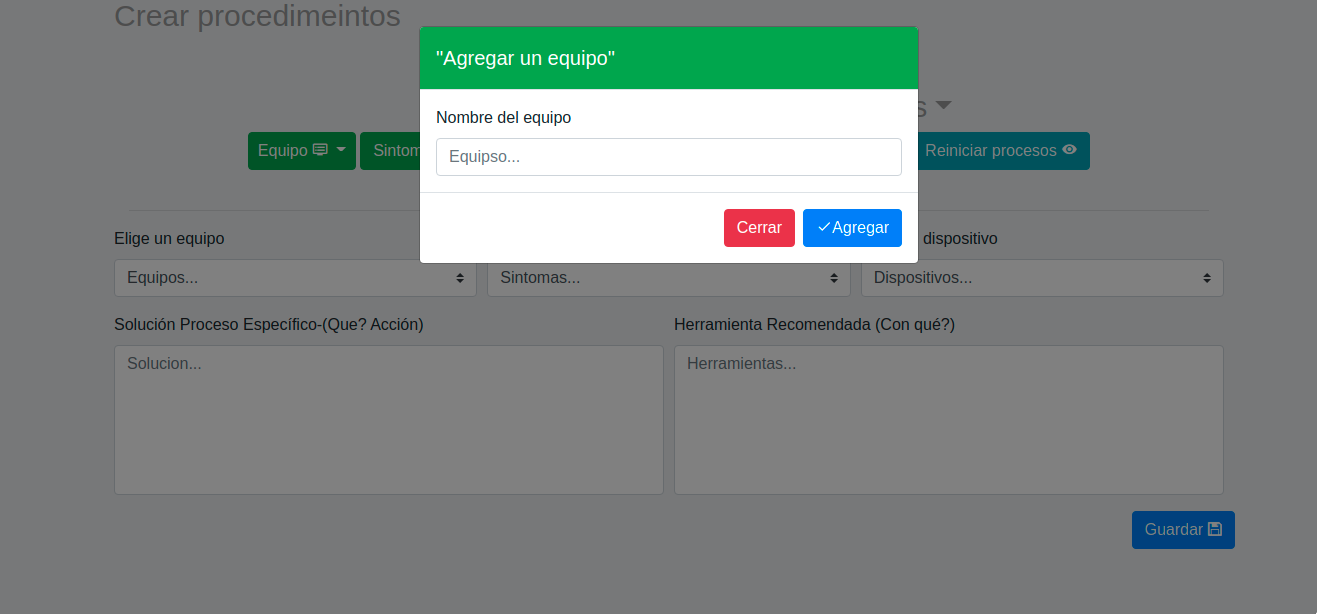 Crear procedimeintos
"Agregar un equipo"
Nombre del equipo
Equipso...
Cerrar Agregar
Equipo
Reiniciar procesos
Elige un equipo
dispositivo
Equipos...
Sintomas...
Dispositivos...
Solución Proceso Específico-(Que? Acción)
Herramienta Recomendada (Con qué?)
Solucion...
Herramientas...
Guardar